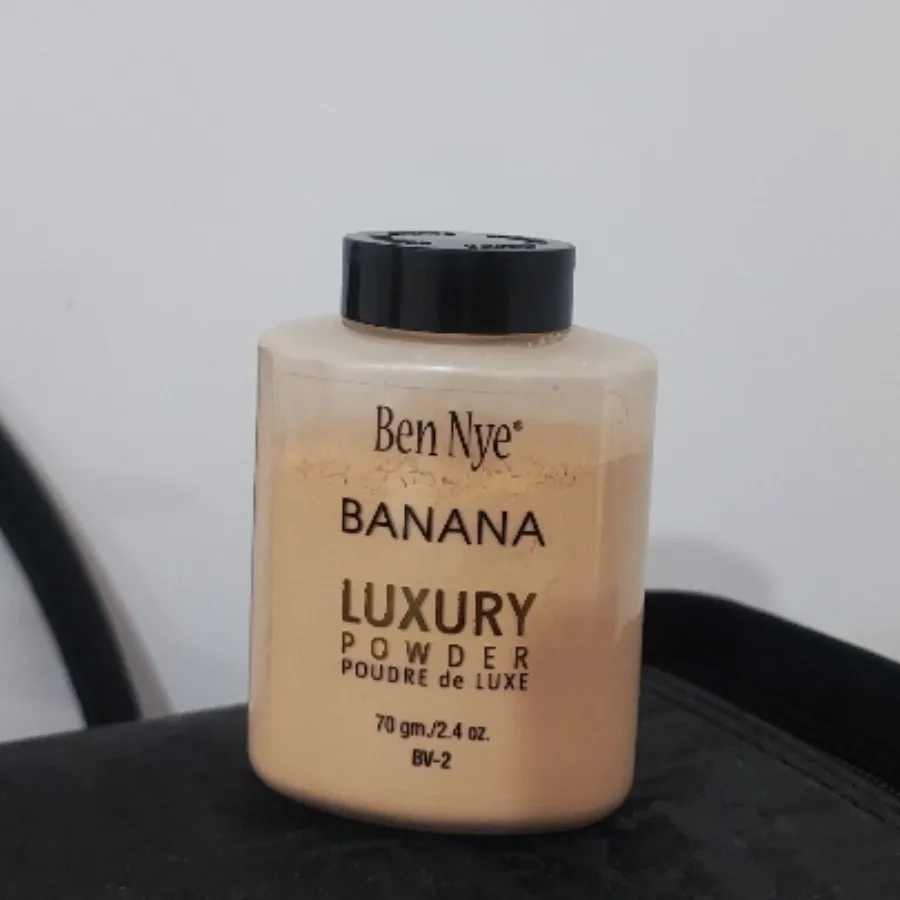 Ben Nye®
BANANA
LUXURY
POWDER
POUDRE de LUXE
70 gm./2.4 oz.
BV-2